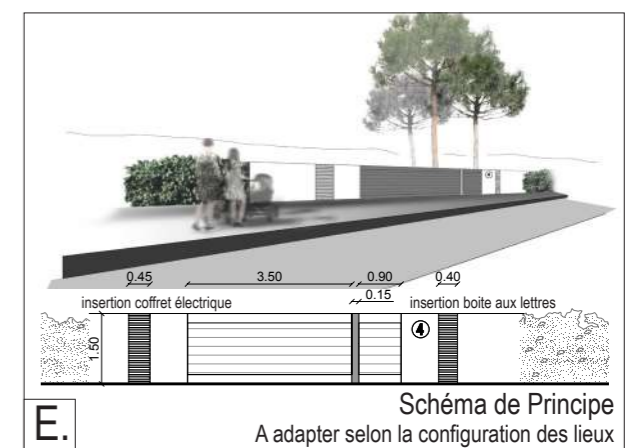 0.45
3.50
0.90
0.40
0.15
insertion coffret électrique
insertion boite aux lettres
1.50
4
Schéma de Principe
E.
A adapter selon la configuration des lieux